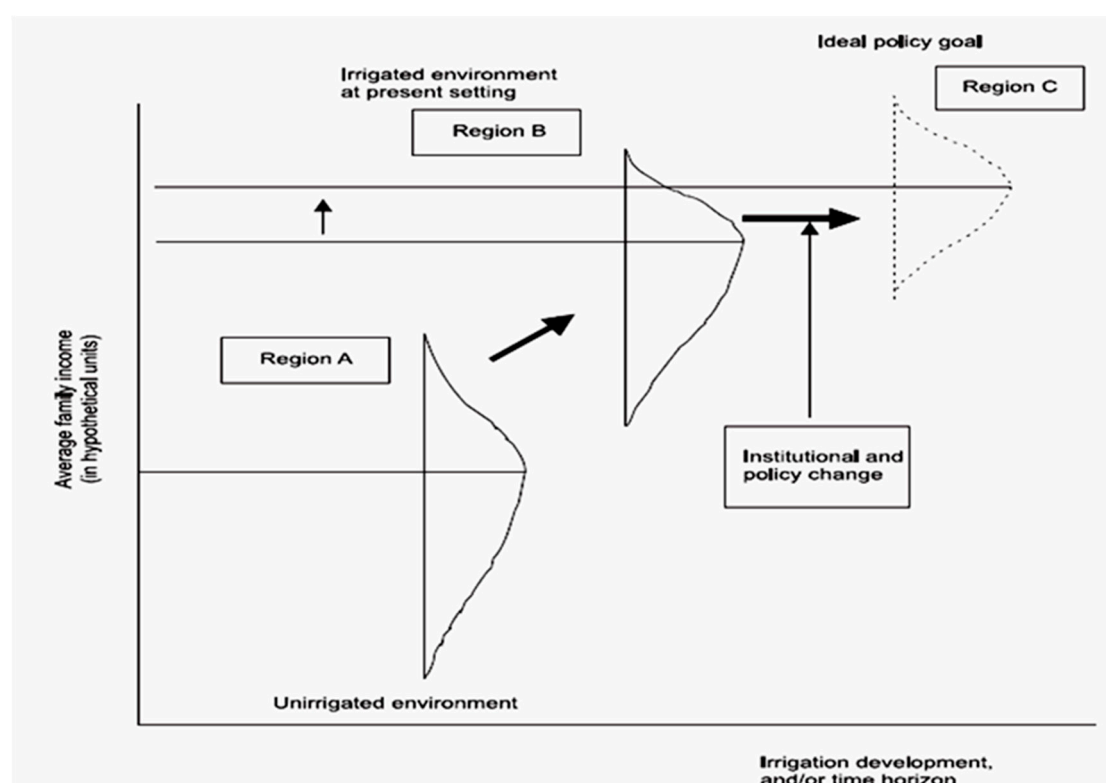 Ideal policy goal
Region C
Irrigated environment
at present setting
Region B
Region A
Average family income
(in hypothetical units)
Institutional and
policy change
Unirrigated environment
Irrigation development,
and/or time horizon